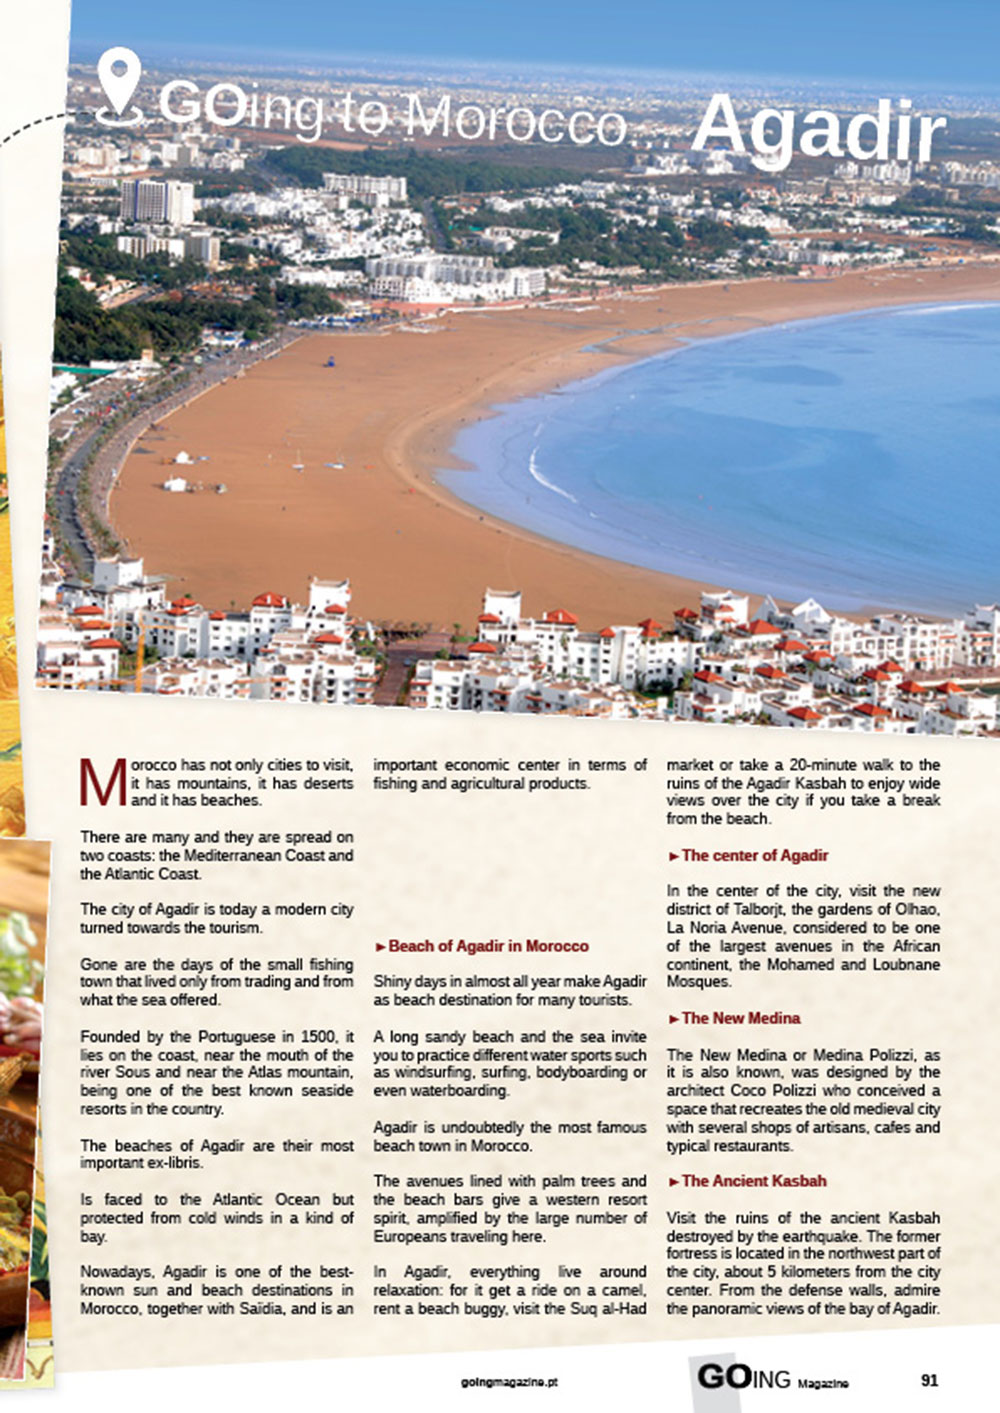 GOing to Morocco... Agadir
Morocco has not only cities to visit,
it has mountains, it has deserts
and it has beaches.
There are many and they are spread on
two coasts: the Mediterranean Coast and
the Atlantic Coast.
The city of Agadir is today a modern city
turned towards the tourism.
Gone are the days of the small fishing
town that lived only from trading and from
what the sea offered.
Founded by the Portuguese in 1500, it
lies on the coast, near the mouth of the
river Sous and near the Atlas mountain,
being one of the best known seaside
resorts in the country.
The beaches of Agadir are their most
important ex-libris.
Is faced to the Atlantic Ocean but
protected from cold winds in a kind of
bay.
Nowadays, Agadir is one of the best-
known sun and beach destinations in
Morocco, together with Saïdia, and is an
important economic center in terms of
fishing and agricultural products.
►Beach of Agadir in Morocco
Shiny days in almost all year make Agadir
as beach destination for many tourists.
A long sandy beach and the sea invite
you to practice different water sports such
as windsurfing, surfing, bodyboarding or
even waterboarding.
Agadir is undoubtedly the most famous
beach town in Morocco.
The avenues lined with palm trees and
the beach bars give a western resort
spirit, amplified by the large number of
Europeans traveling here.
In Agadir, everything live around
relaxation: for it get a ride on a camel,
rent a beach buggy, visit the Suq al-Had
market or take a 20-minute walk to the
ruins of the Agadir Kasbah to enjoy wide
views over the city if you take a break
from the beach.
►The center of Agadir
In the center of the city, visit the new
district of Talborjt, the gardens of Olhao,
La Noria Avenue, considered to be one
of the largest avenues in the African
continent, the Mohamed and Loubnane
Mosques.
►The New Medina
The New Medina or Medina Polizzi, as
it is also known, was designed by the
architect Coco Polizzi who conceived a
space that recreates the old medieval city
with several shops of artisans, cafes and
typical restaurants.
►The Ancient Kasbah
Visit the ruins of the ancient Kasbah
destroyed by the earthquake. The former
fortress is located in the northwest part of
the city, about 5 kilometers from the city
center. From the defense walls, admire
the panoramic views of the bay of Agadir.
goingmagazine.pt
GOING Magazine
91